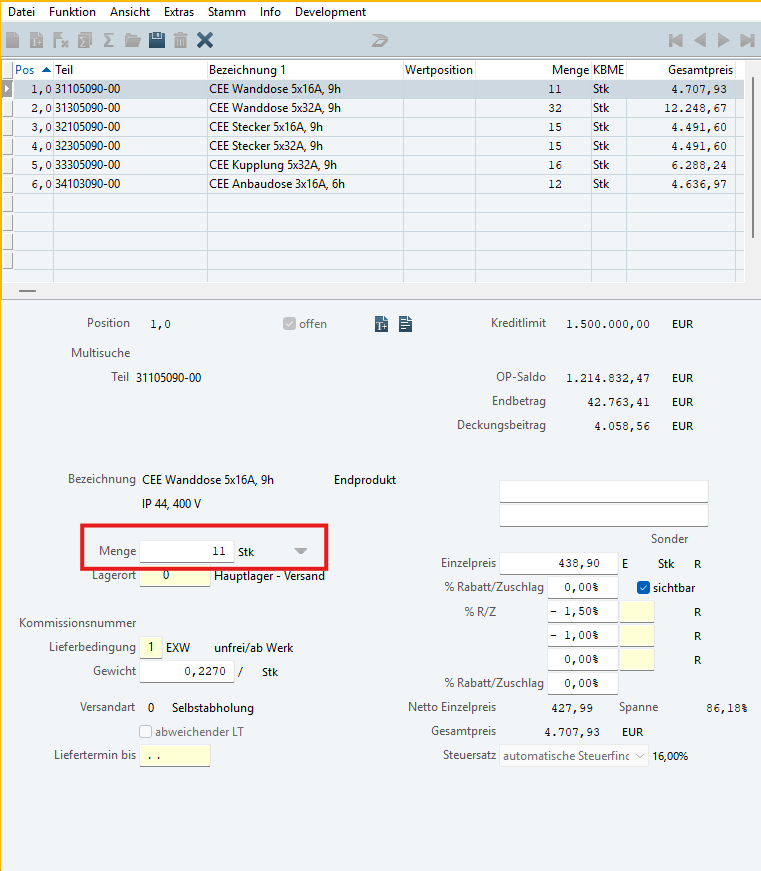 Datei Funktion Ansicht Extras Stamm Info Development
Pos Teil Bezeichnung 1 Wertposition Menge KBME Gesamtpreis
1,0 31105090-00 CEE Wanddose 5x16A, 9h 11 Stk 4.707,93
2,0 31305090-00 CEE Wanddose 5x32A, 9h 32 Stk 12.248,67
3,0 32105090-00 CEE Stecker 5x16A, 9h 15 Stk 4.491,60
4,0 32305090-00 CEE Stecker 5x32A, 9h 15 Stk 4.491,60
5,0 33305090-00 CEE Kupplung 5x32A, 9h 16 Stk 6.288,24
6,0 34103090-00 CEE Anbaudose 3x16A, 6h 12 Stk 4.636,97
Position 1,0 offen Kreditlimit 1.500.000,00 EUR
Multisuche
Teil 31105090-00 OP-Saldo 1.214.832,47 EUR
Endbetrag 42.763,41 EUR
Deckungsbeitrag 4.058,56 EUR
Bezeichnung CEE Wanddose 5x16A, 9h Endprodukt
IP 44, 400 V
Sonder
Menge 11 Stk
Einzelpreis 438,90 E Stk R
Lagerort 0 Hauptlager - Versand
% Rabatt/Zuschlag 0,00% sichtbar
% R/Z - 1,50% R
Kommissionsnummer
- 1,00% R
Lieferbedingung 1 EXW unfrei/ab Werk
0,00% R
Gewicht 0,2270 / Stk
% Rabatt/Zuschlag 0,00%
Versandart 0 Selbstabholung Netto Einzelpreis 427,99 Spanne 86,18%
abweichender LT Gesamtpreis 4.707,93 EUR
Liefertermin bis . . Steuersatz automatische Steuerfinc 16,00%